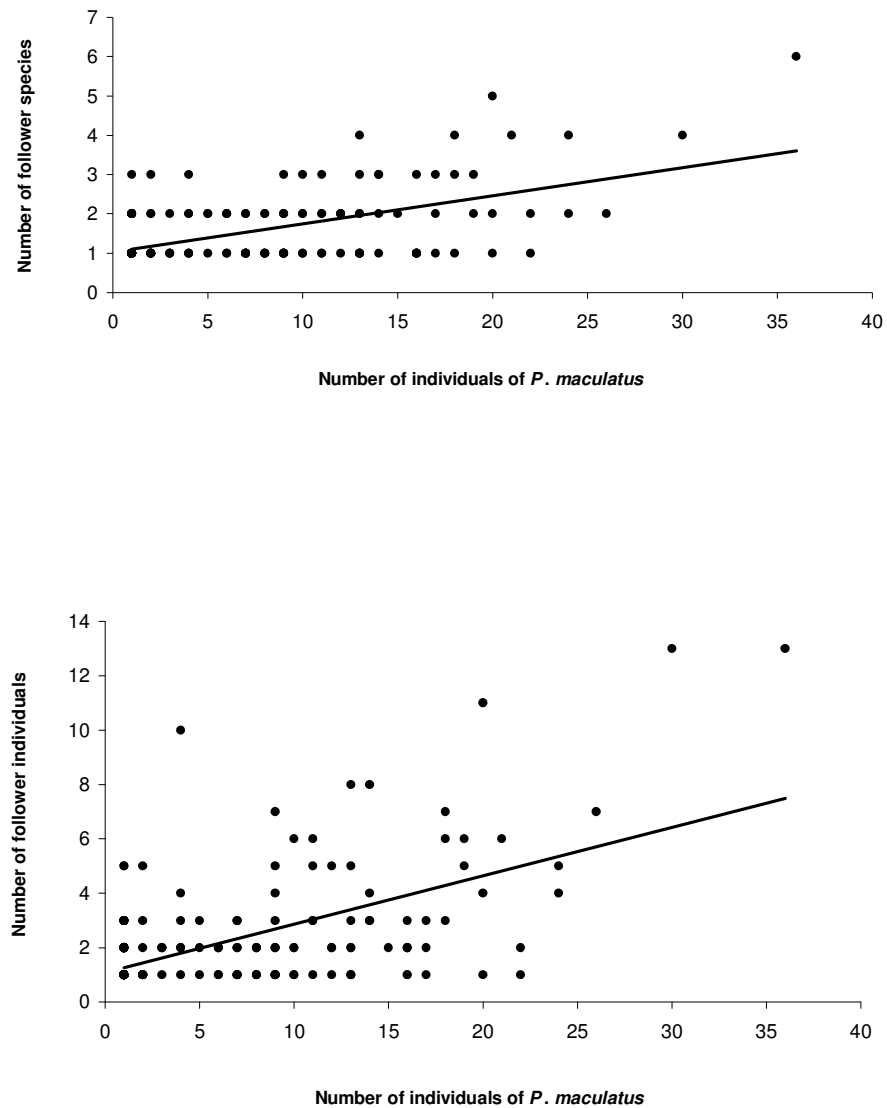 7
6
5
4
3
2
1
0
Number of follower species
0 5 10 15 20 25 30 35 40
Number of individuals of P. maculatus
14
12
10
8
6
4
2
0
Number of follower individuals
0 5 10 15 20 25 30 35 40
Number of individuals of P. maculatus